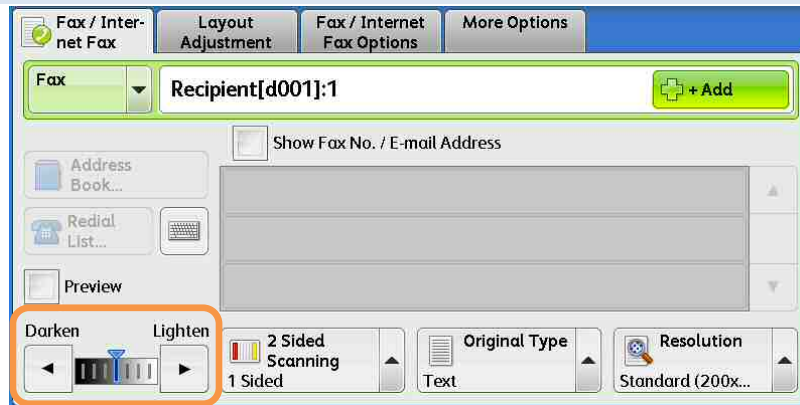 Fax / Inter-
net Fax
Layout
Adjustment
Fax / Internet
Fax Options
More Options
Fax
Recipient[d001]:1
+ Add
Show Fax No. / E-mail Address
Address
Book...
Redial
List...
Preview
Darken
Lighten
2 Sided
Scanning
1 Sided
Original Type
Text
Resolution
Standard (200x...